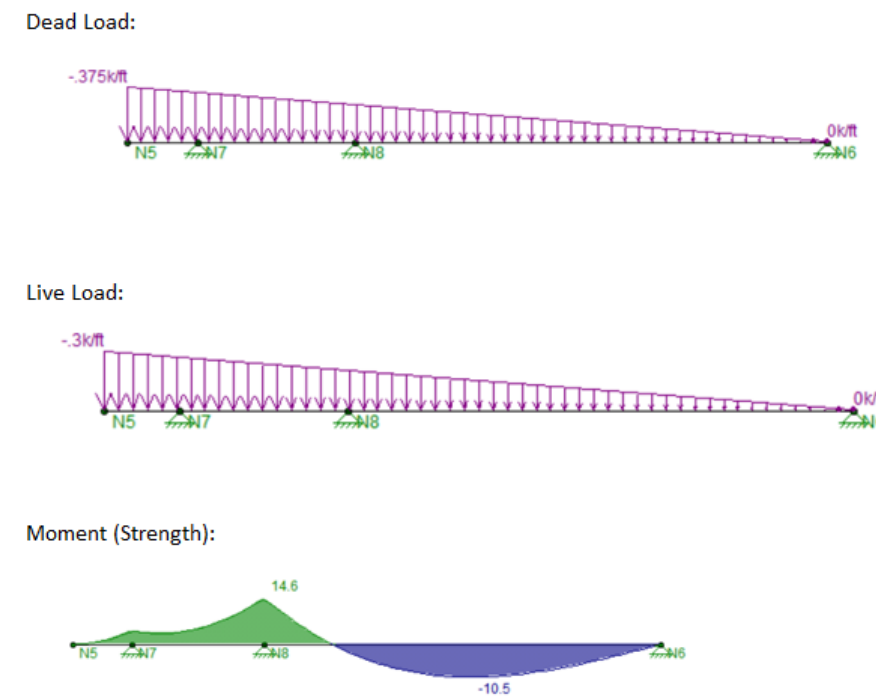 Dead Load:
-.375k/ft
0k/ft
N5 N7 N8 N6
Live Load:
-.3k/ft
0k/
N5 N7 N8 N
Moment (Strength):
14.6
N5 N7 N8 N6
-10.5